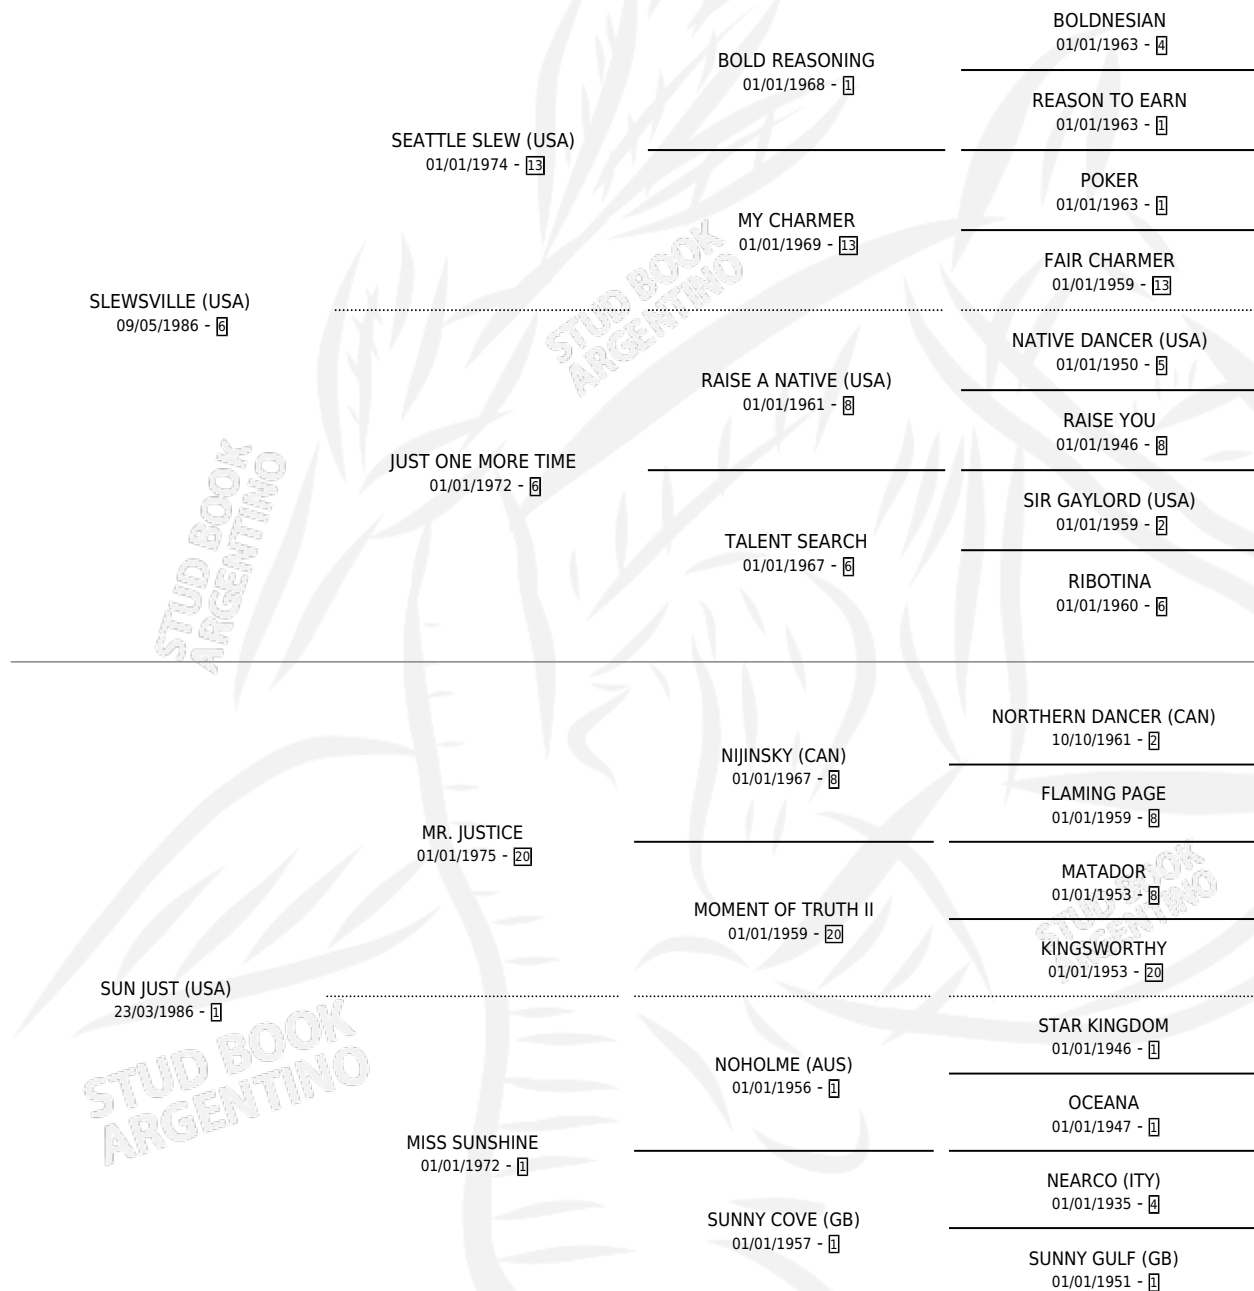 BOLDNESIAN
01/01/1963 - 4
BOLD REASONING
01/01/1968 - 1
REASON TO EARN
01/01/1963 - 1
SEATTLE SLEW (USA)
01/01/1974 - 13
POKER
01/01/1963 - 1
MY CHARMER
01/01/1969 - 13
FAIR CHARMER
01/01/1959 - 13
SLEWSVILLE (USA)
09/05/1986 - 6
NATIVE DANCER (USA)
01/01/1950 - 5
RAISE A NATIVE (USA)
01/01/1961 - 8
RAISE YOU
01/01/1946 - 8
JUST ONE MORE TIME
01/01/1972 - 6
SIR GAYLORD (USA)
01/01/1959 - 2
TALENT SEARCH
01/01/1967 - 6
RIBOTINA
01/01/1960 - 6
NORTHERN DANCER (CAN)
10/10/1961 - 2
NIJINSKY (CAN)
01/01/1967 - 8
FLAMING PAGE
01/01/1959 - 8
MR. JUSTICE
01/01/1975 - 20
MATADOR
01/01/1953 - 8
MOMENT OF TRUTH II
01/01/1959 - 20
KINGSWORTHY
01/01/1953 - 20
SUN JUST (USA)
23/03/1986 - 1
STAR KINGDOM
01/01/1946 - 1
NOHOLME (AUS)
01/01/1956 - 1
OCEANA
01/01/1947 - 1
MISS SUNSHINE
01/01/1972 - 1
NEARCO (ITY)
01/01/1935 - 4
SUNNY COVE (GB)
01/01/1957 - 1
SUNNY GULF (GB)
01/01/1951 - 1
STUD BOOK
ARGENTINO
STUD BOOK
ARGENTINO
STUD BOOK
ARGENTINO
STUD BOOK
ARGENTINO